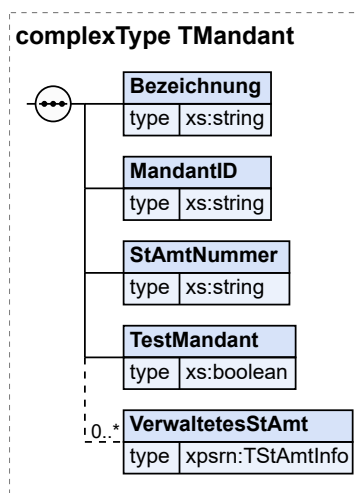 complexType TMandant
Bezeichnung
type xs:string
MandantID
type xs:string
StAmtNummer
type xs:string
TestMandant
type xs:boolean
0..*
VerwaltetesStAmt
type xpsrn:TStAmtInfo